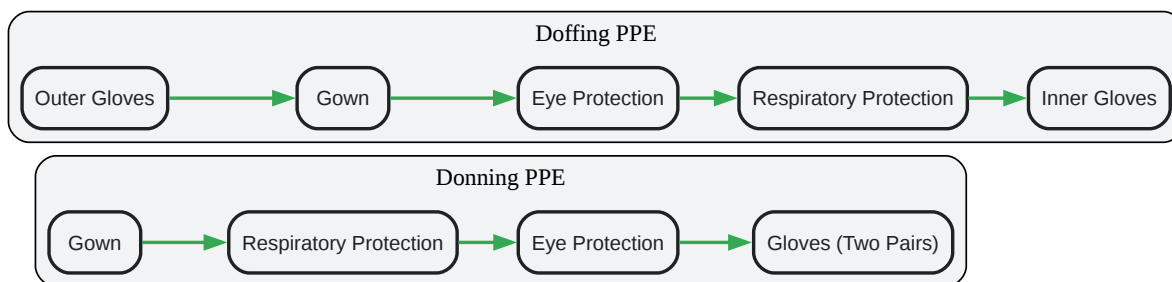 Doffing PPE
Outer Gloves
Gown
Eye Protection
Respiratory Protection
Inner Gloves
Donning PPE
Gown
Respiratory Protection
Eye Protection
Gloves (Two Pairs)